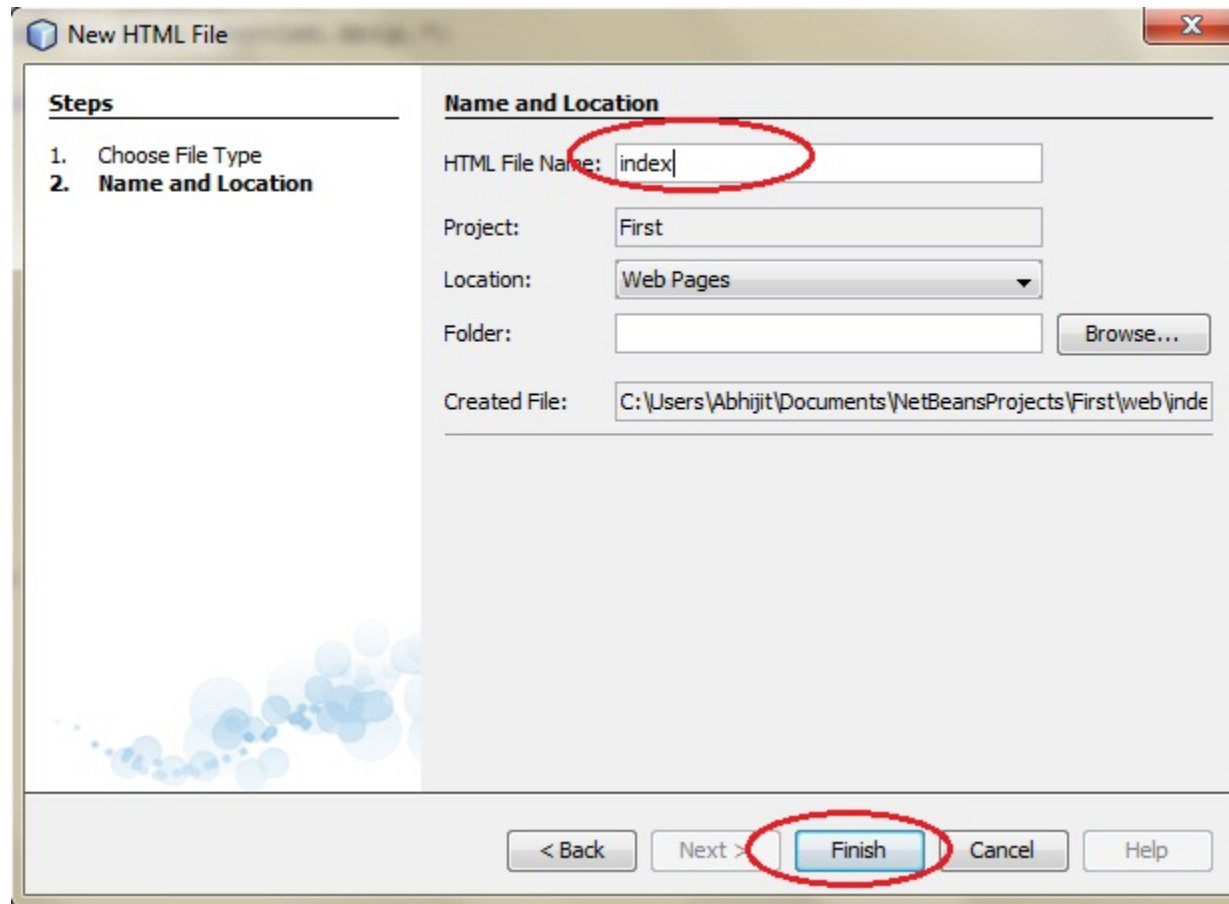 New HTML File
Steps
1. Choose File Type
2. Name and Location
Name and Location
HTML File Name: index
Project: First
Location: Web Pages
Folder:
Browse...
Created File: C:\Users\Abhijit\Documents\NetBeansProjects\First\web\inde
< Back
Next >
Finish
Cancel
Help